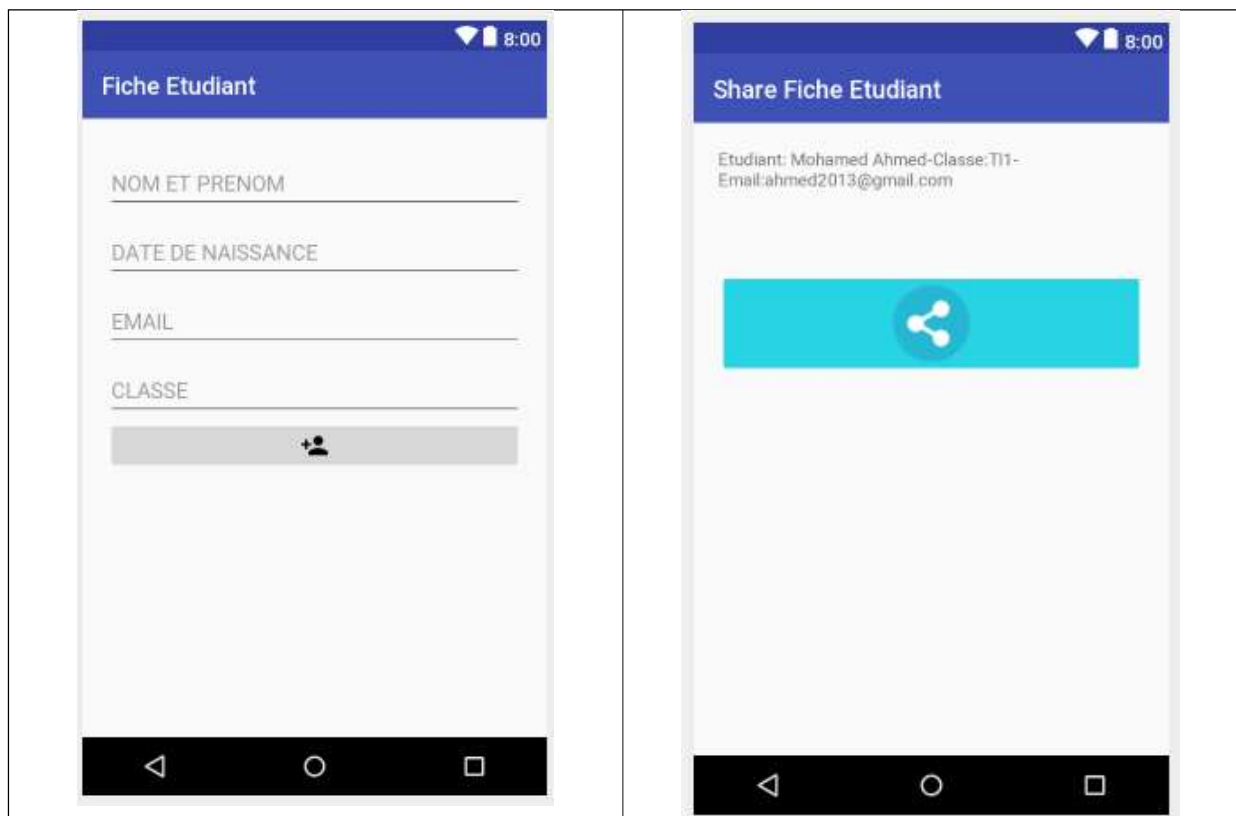 8:00
Fiche Etudiant
NOM ET PRENOM
DATE DE NAISSANCE
EMAIL
CLASSE
8:00
Share Fiche Etudiant
Etudiant: Mohamed Ahmed-Classe:TI1-
Email:ahmed2013@gmail.com